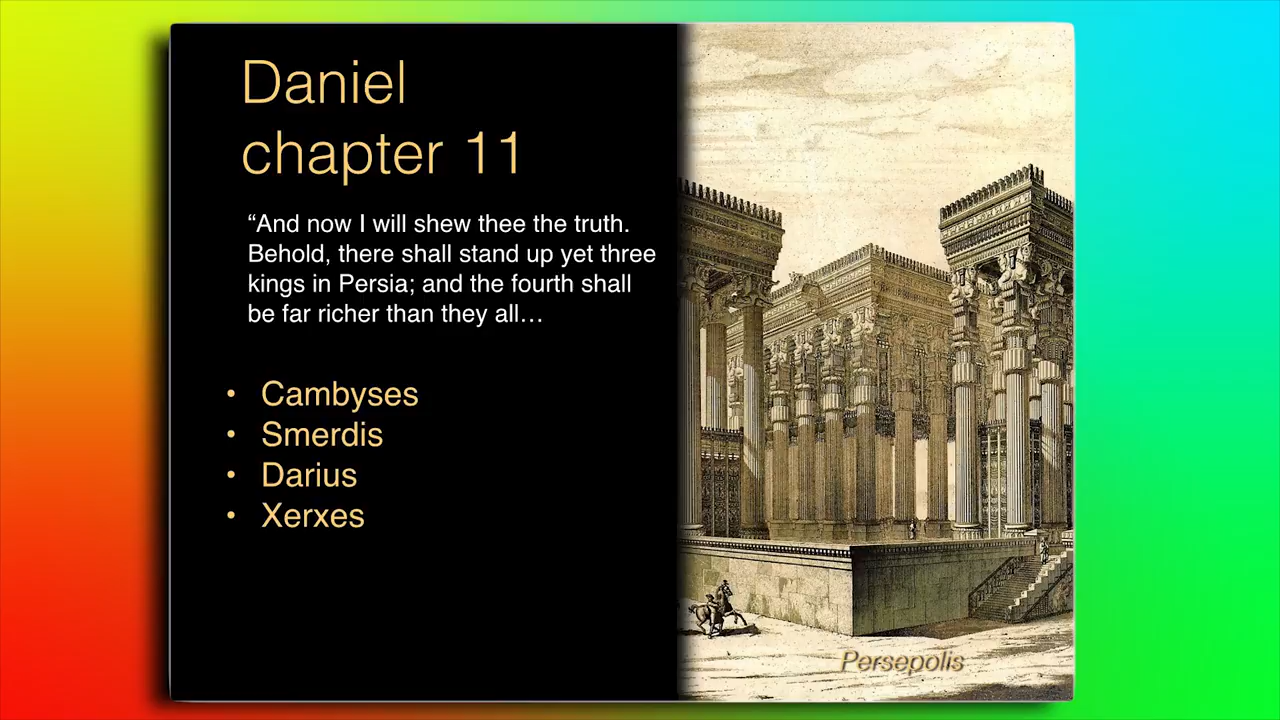 Daniel
chapter 11
“And now I will shew thee the truth.
Behold, there shall stand up yet three
kings in Persia; and the fourth shall
be far richer than they all…
• Cambyses
• Smerdis
• Darius
• Xerxes
Persepolis